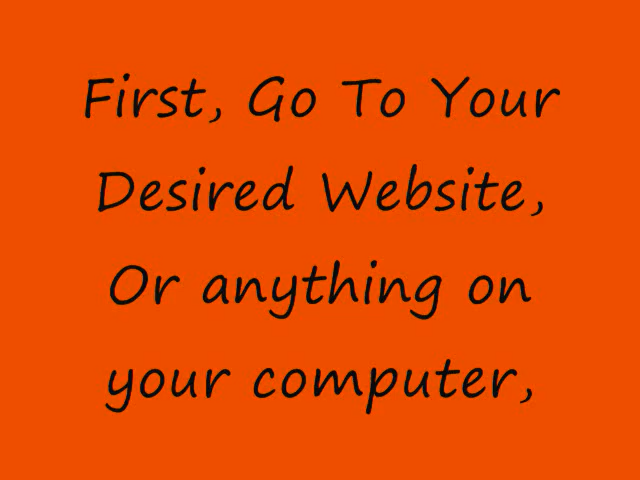 First, Go To Your
Desired Website,
Or anything on
your computer,